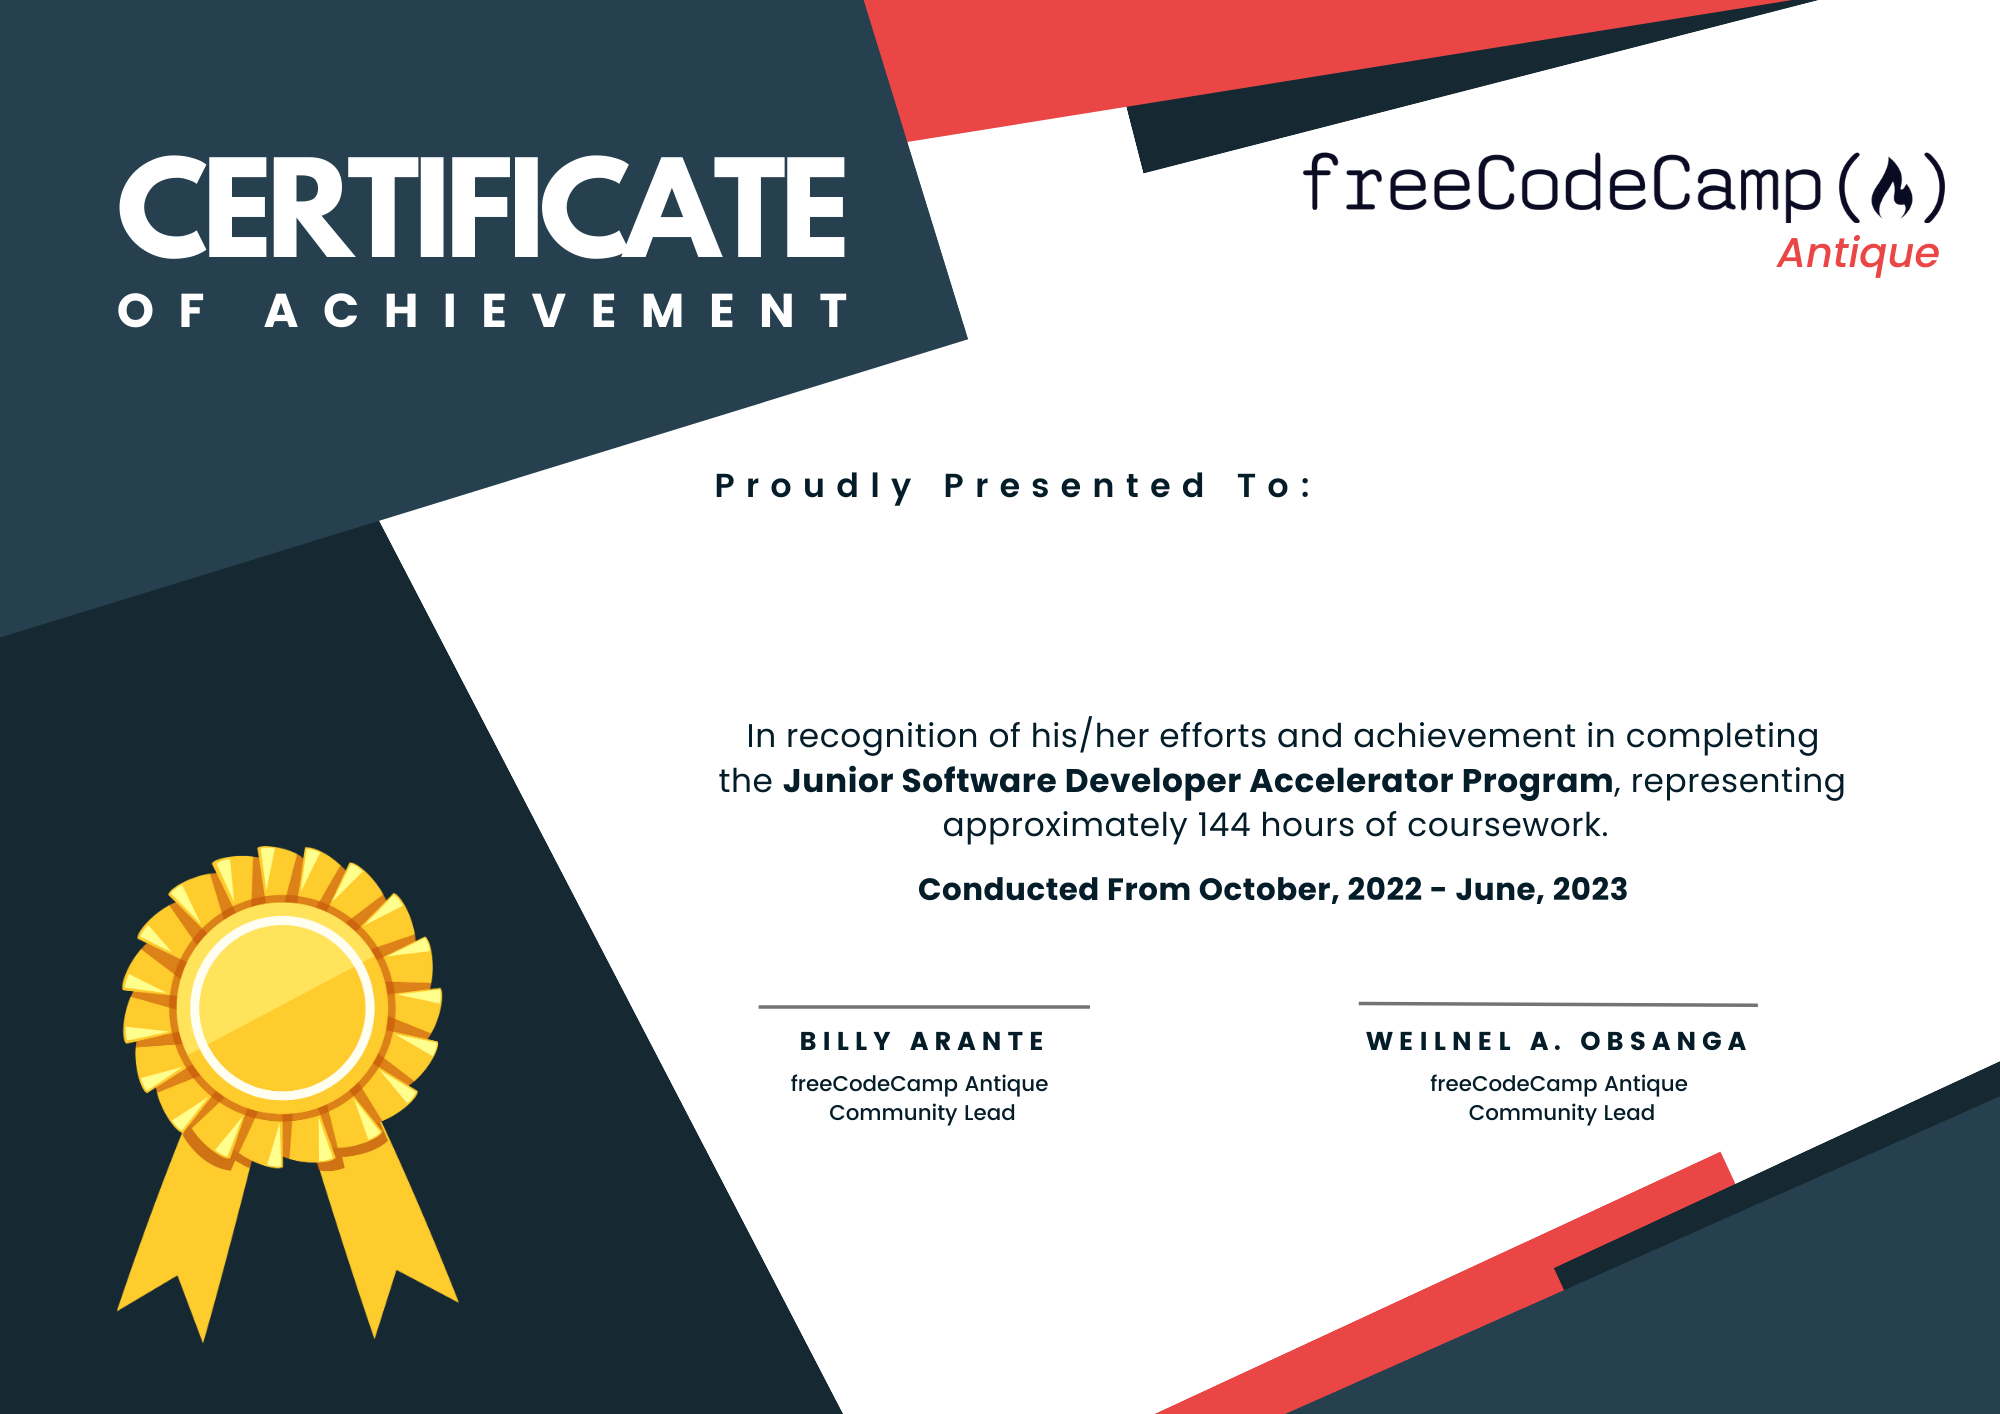 CERTIFICATE
OF ACHIEVEMENT
freeCodeCamp(🔥)
Antique
Proudly Presented To:
In recognition of his/her efforts and achievement in completing
the Junior Software Developer Accelerator Program, representing
approximately 144 hours of coursework.
Conducted From October, 2022 - June, 2023
BILLY ARANTE
freeCodeCamp Antique
Community Lead
WEILNEL A. OBSANGA
freeCodeCamp Antique
Community Lead